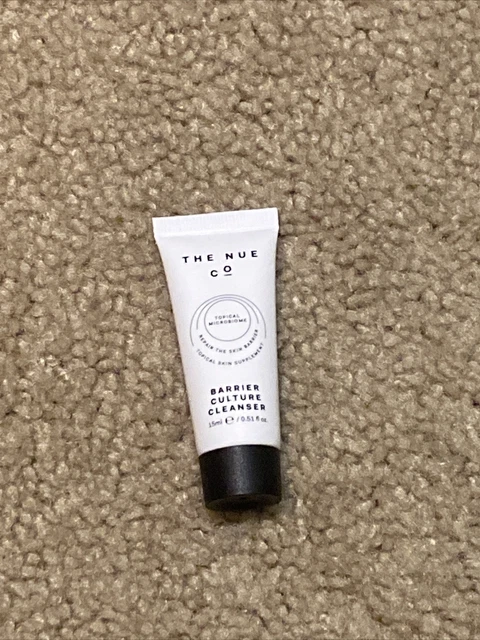 THE NUE
CO
TOPICAL
MICROBIOME
REPAIR THE SKIN BARRIER
TOPICAL SKIN SUPPLEMENT
BARRIER
CULTURE
CLEANSER
15ml ℮ / 0.51 fl oz.